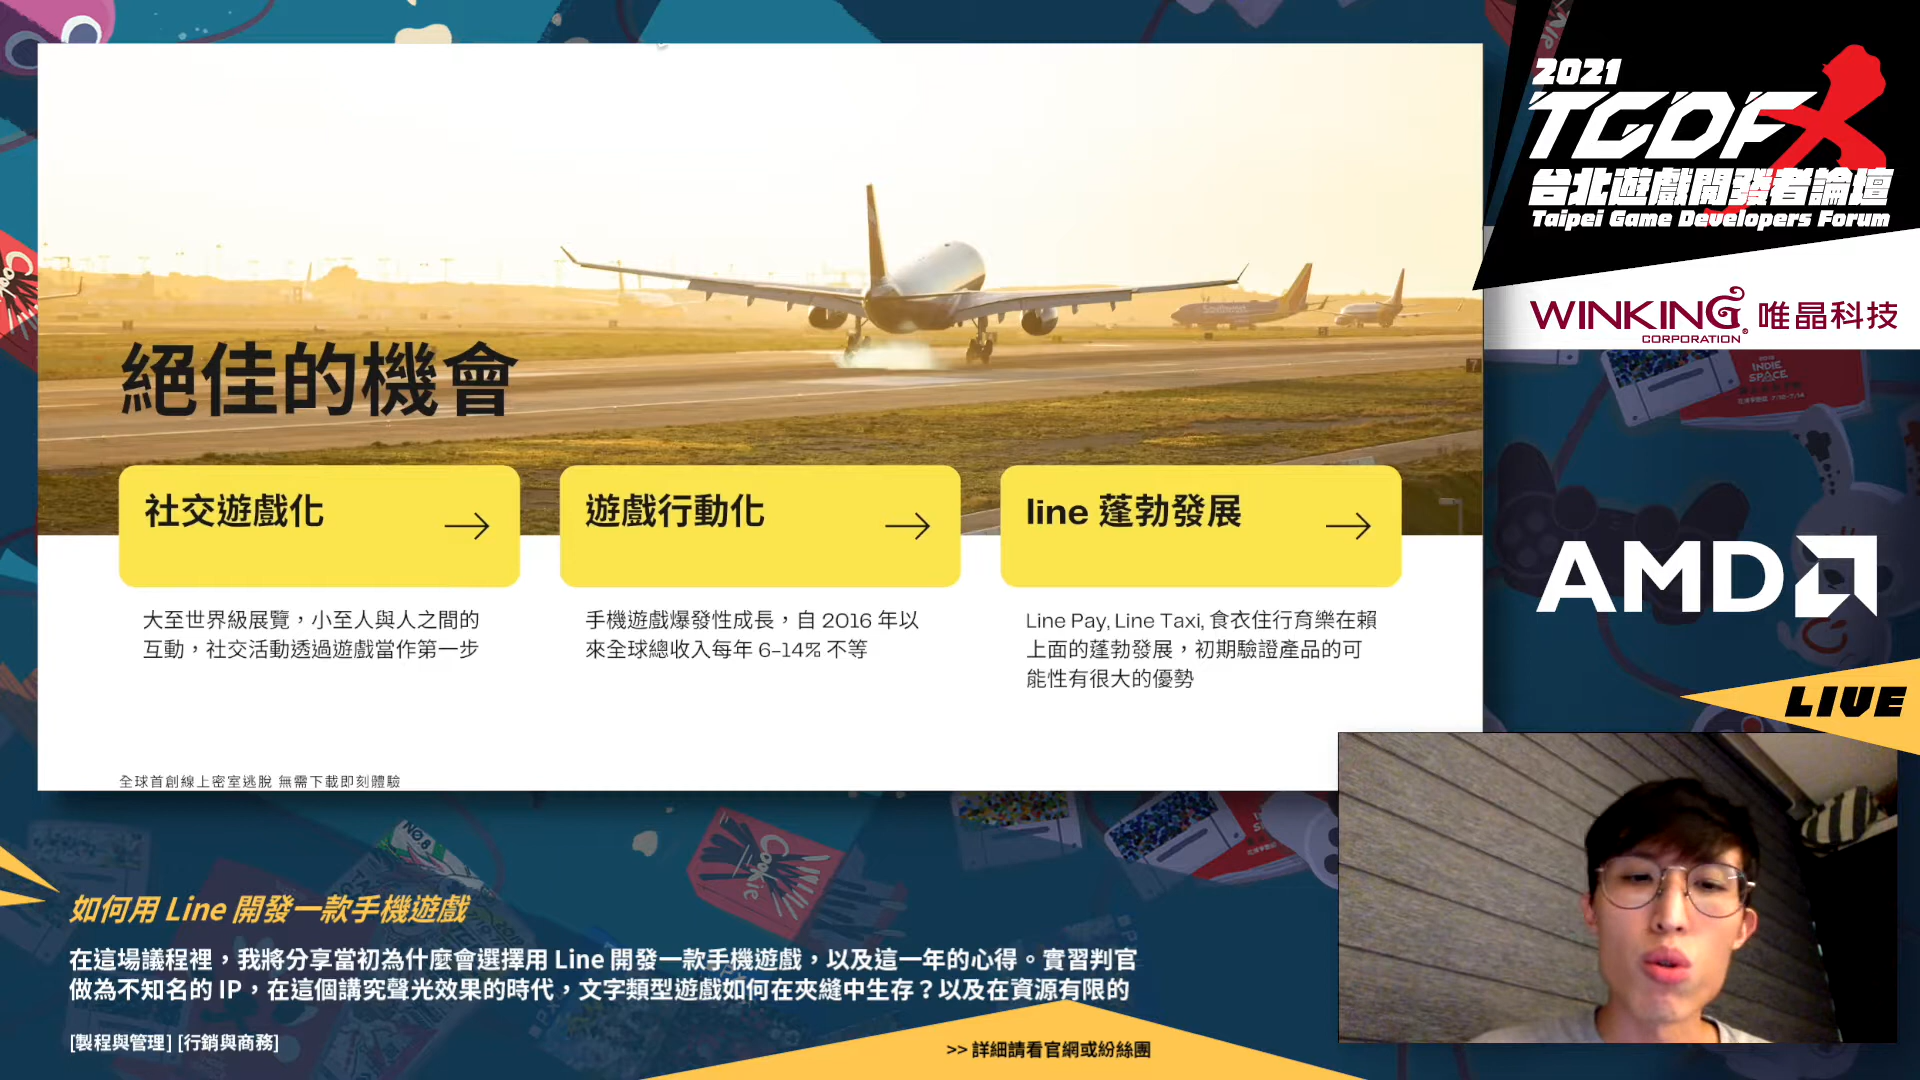 絕佳的機會
社交遊戲化
大至世界級展覽,小至人與人之間的
互動,社交活動透過遊戲當作第一步
遊戲行動化
手機遊戲爆發性成長,自 2016 年以
來全球總收入每年 6-14% 不等
line 蓬勃發展
Line Pay, Line Taxi, 食衣住行育樂在賴
上面的蓬勃發展,初期驗證產品的可
能性有很大的優勢
全球首創線上密室逃脫 無需下載即刻體驗
2021
TGDF
台北遊戲開發者論壇
Taipei Game Developers Forum
WINKING 唯晶科技
CORPORATION
INDIE
SPACE
AMD
LIVE
Cookie
如何用 Line 開發一款手機遊戲
在這場議程裡,我將分享當初為什麼會選擇用 Line 開發一款手機遊戲,以及這一年的心得。實習判官
做為不知名的 IP,在這個講究聲光效果的時代,文字類型遊戲如何在夾縫中生存?以及在資源有限的
[製程與管理] [行銷與商務]
>> 詳細請看官網或紛絲團